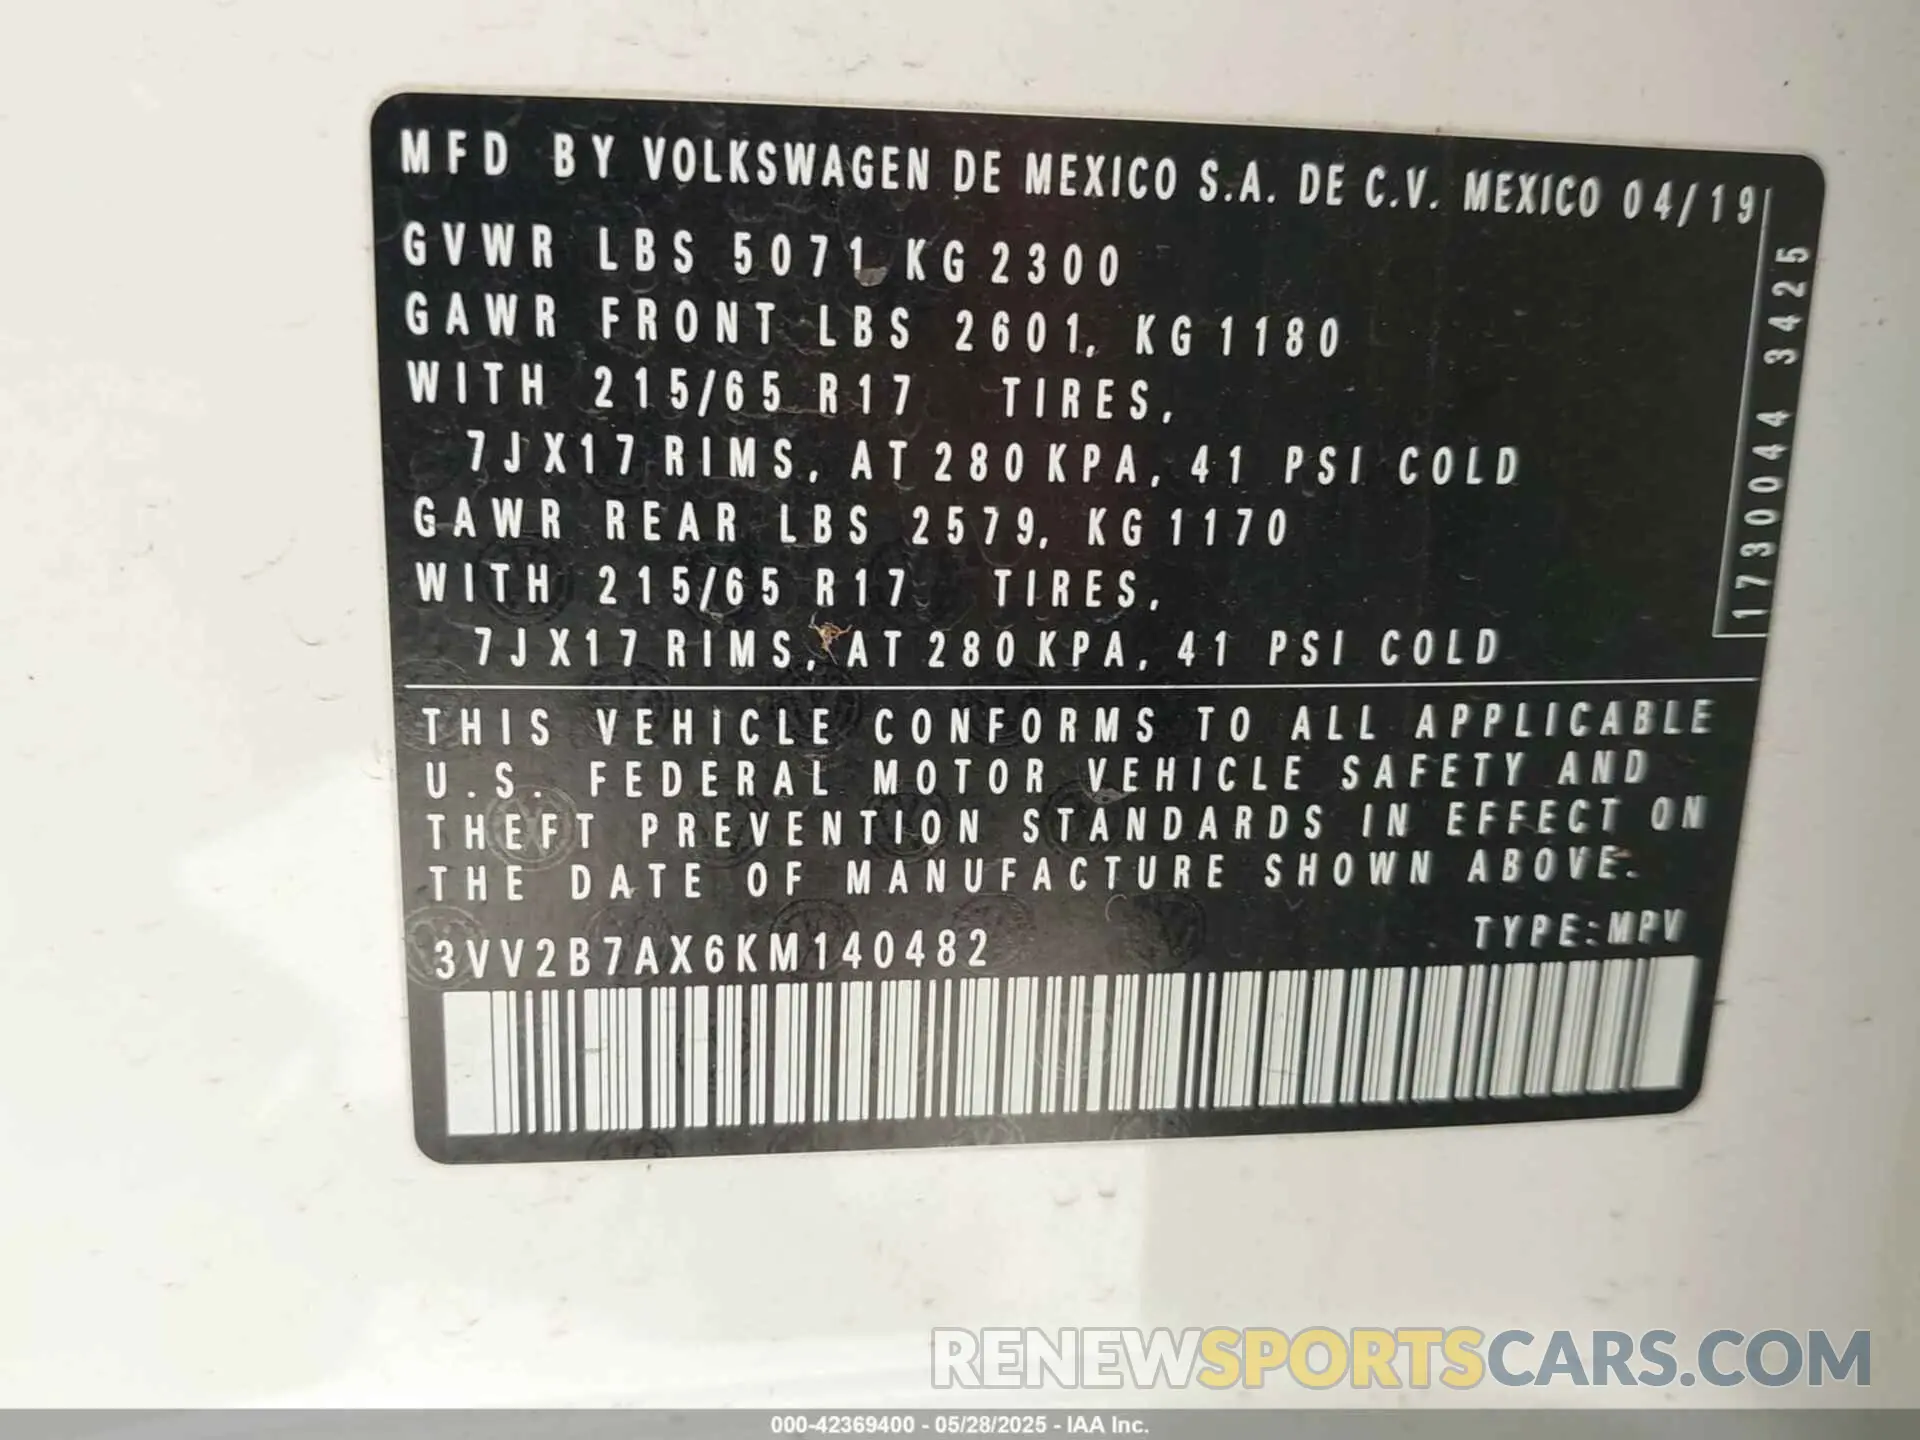 MFD BY VOLKSWAGEN DE MEXICO S.A. DE C.V. MEXICO 04/19
GVWR LBS 5071 KG 2300
GAWR FRONT LBS 2601, KG 1180
WITH 215/65 R17 TIRES,
7JX17 RIMS, AT 280 KPA, 41 PSI COLD
GAWR REAR LBS 2579, KG 1170
WITH 215/65 R17 TIRES,
7JX17 RIMS, AT 280 KPA, 41 PSI COLD
1730044 3425
THIS VEHICLE CONFORMS TO ALL APPLICABLE
U.S. FEDERAL MOTOR VEHICLE SAFETY AND
THEFT PREVENTION STANDARDS IN EFFECT ON
THE DATE OF MANUFACTURE SHOWN ABOVE.
TYPE:MPV
3VV2B7AX6KM140482
RENEWSPORTSCARS.COM
000-42369400 - 05/28/2025 - IAA Inc.